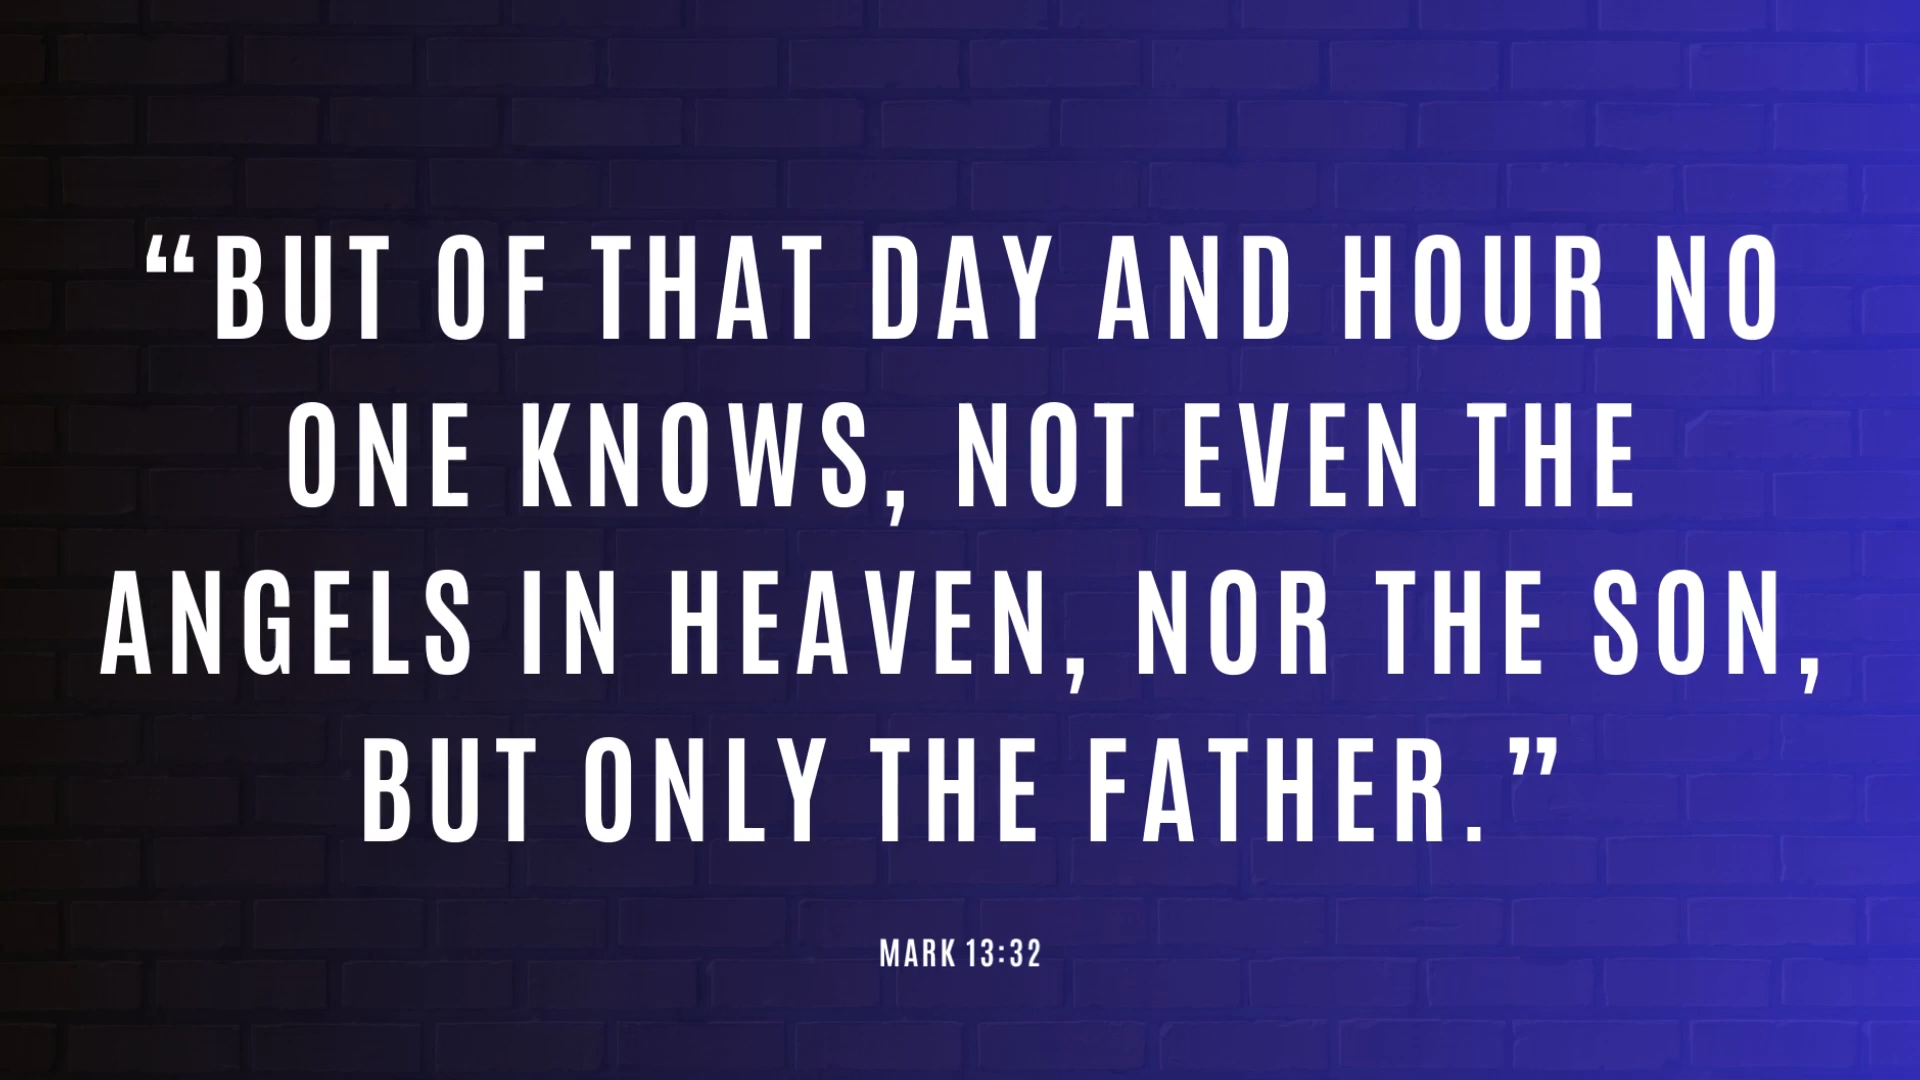 “BUT OF THAT DAY AND HOUR NO
ONE KNOWS, NOT EVEN THE
ANGELS IN HEAVEN, NOR THE SON,
BUT ONLY THE FATHER.”
MARK 13:32